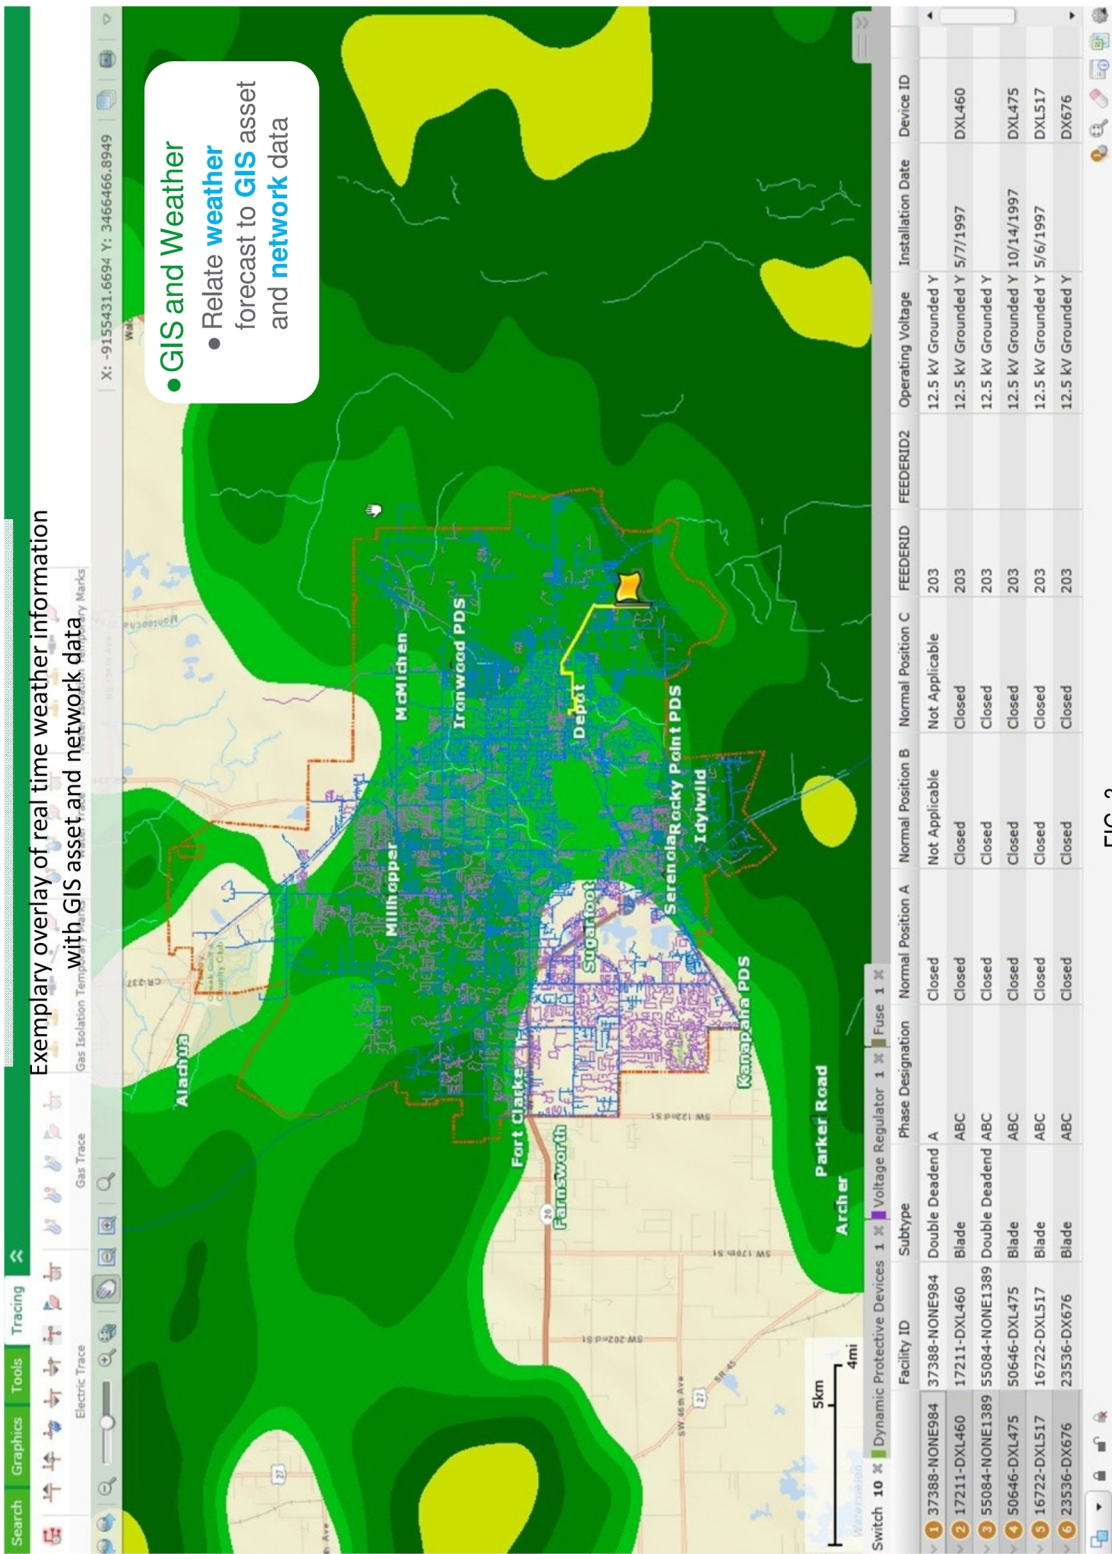 Search Graphics Tools Tracing
Exemplary overlay of real time weather information
with GIS asset and network data
Electric Trace
Gas Trace
X: -9155431.6694 Y: 3466466.8949
• GIS and Weather
• Relate weather
forecast to GIS asset
and network data
Alachua
CR-237
McMichen
Ironwood PDS
Millhopper
Depot
Fort Clarke
Farnsworth
26
Sugarfoot
Serenola
Rocky Point PDS
Idylwild
Kanapaha PDS
SW 122nd St
SW 170th St
SW 202nd St
SW 46th Ave
SR-45
27
27
Parker Road
Archer
5km
4mi
Switch 10 Dynamic Protective Devices 1 Voltage Regulator 1 Fuse 1
Facility ID Subtype Phase Designation Normal Position A Normal Position B Normal Position C FEEDERID FEEDERID2 Operating Voltage Installation Date Device ID
1 37388-NONE984 37388-NONE984 Double Deadend A Closed Not Applicable Not Applicable 203 12.5 kV Grounded Y
2 17211-DXL460 17211-DXL460 Blade ABC Closed Closed Closed 203 12.5 kV Grounded Y 5/7/1997 DXL460
3 55084-NONE1389 55084-NONE1389 Double Deadend ABC Closed Closed Closed 203 12.5 kV Grounded Y
4 50646-DXL475 50646-DXL475 Blade ABC Closed Closed Closed 203 12.5 kV Grounded Y 10/14/1997 DXL475
5 16722-DXL517 16722-DXL517 Blade ABC Closed Closed Closed 203 12.5 kV Grounded Y 5/6/1997 DXL517
6 23536-DX676 23536-DX676 Blade ABC Closed Closed Closed 203 12.5 kV Grounded Y DX676